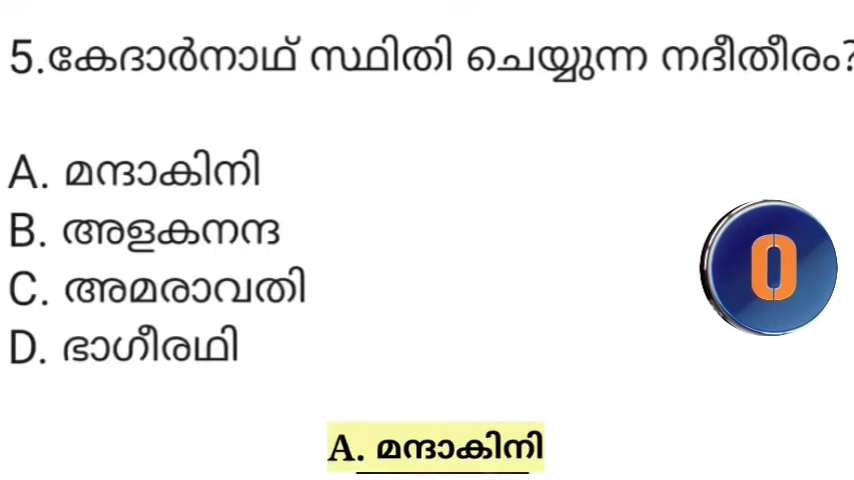 5.കേദാർനാഥ് സ്ഥിതി ചെയ്യുന്ന നദീതീരം?
A. മന്ദാകിനി
B. അളകനന്ദ
C. അമരാവതി
0
D. ഭാഗീരഥി
A. മന്ദാകിനി